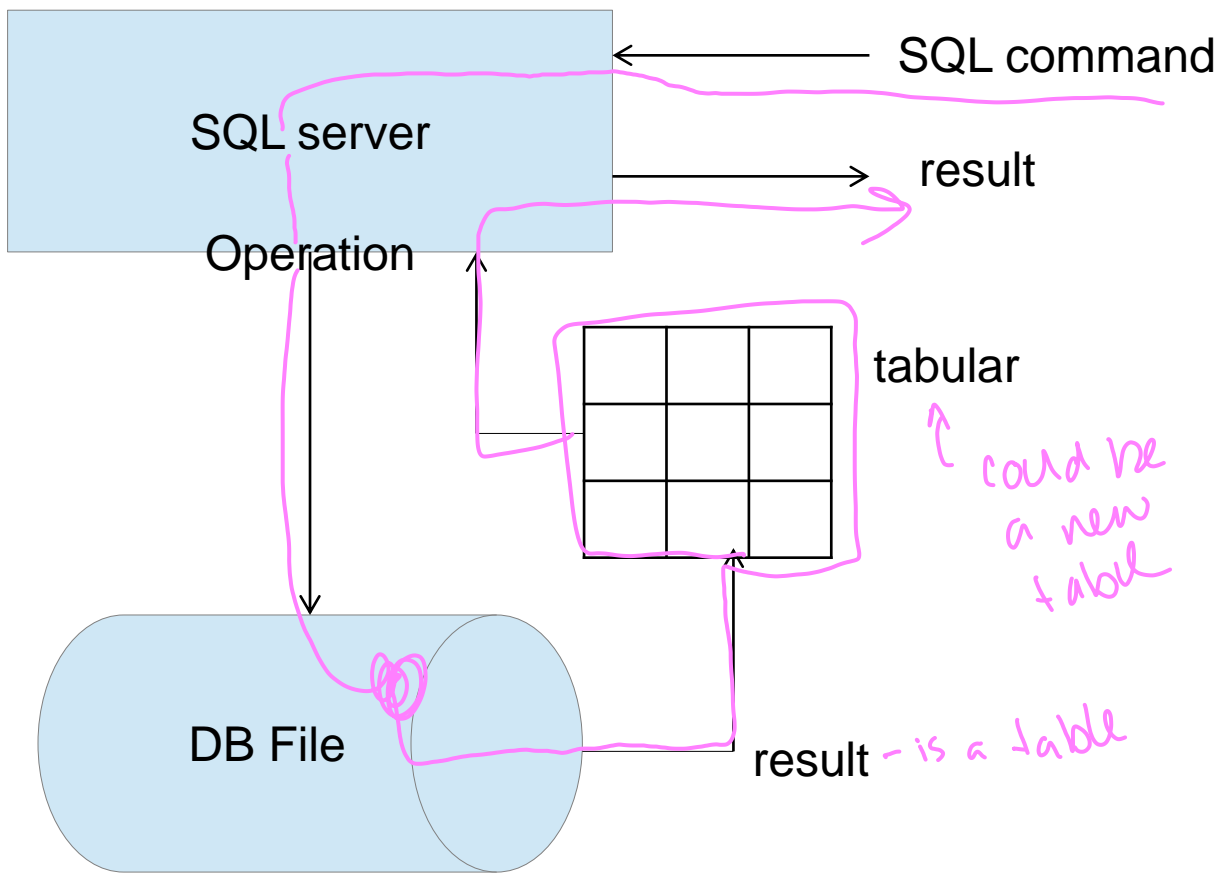 SQL command
SQL server
result
Operation
tabular
could be
a new
table
DB File
result - is a table